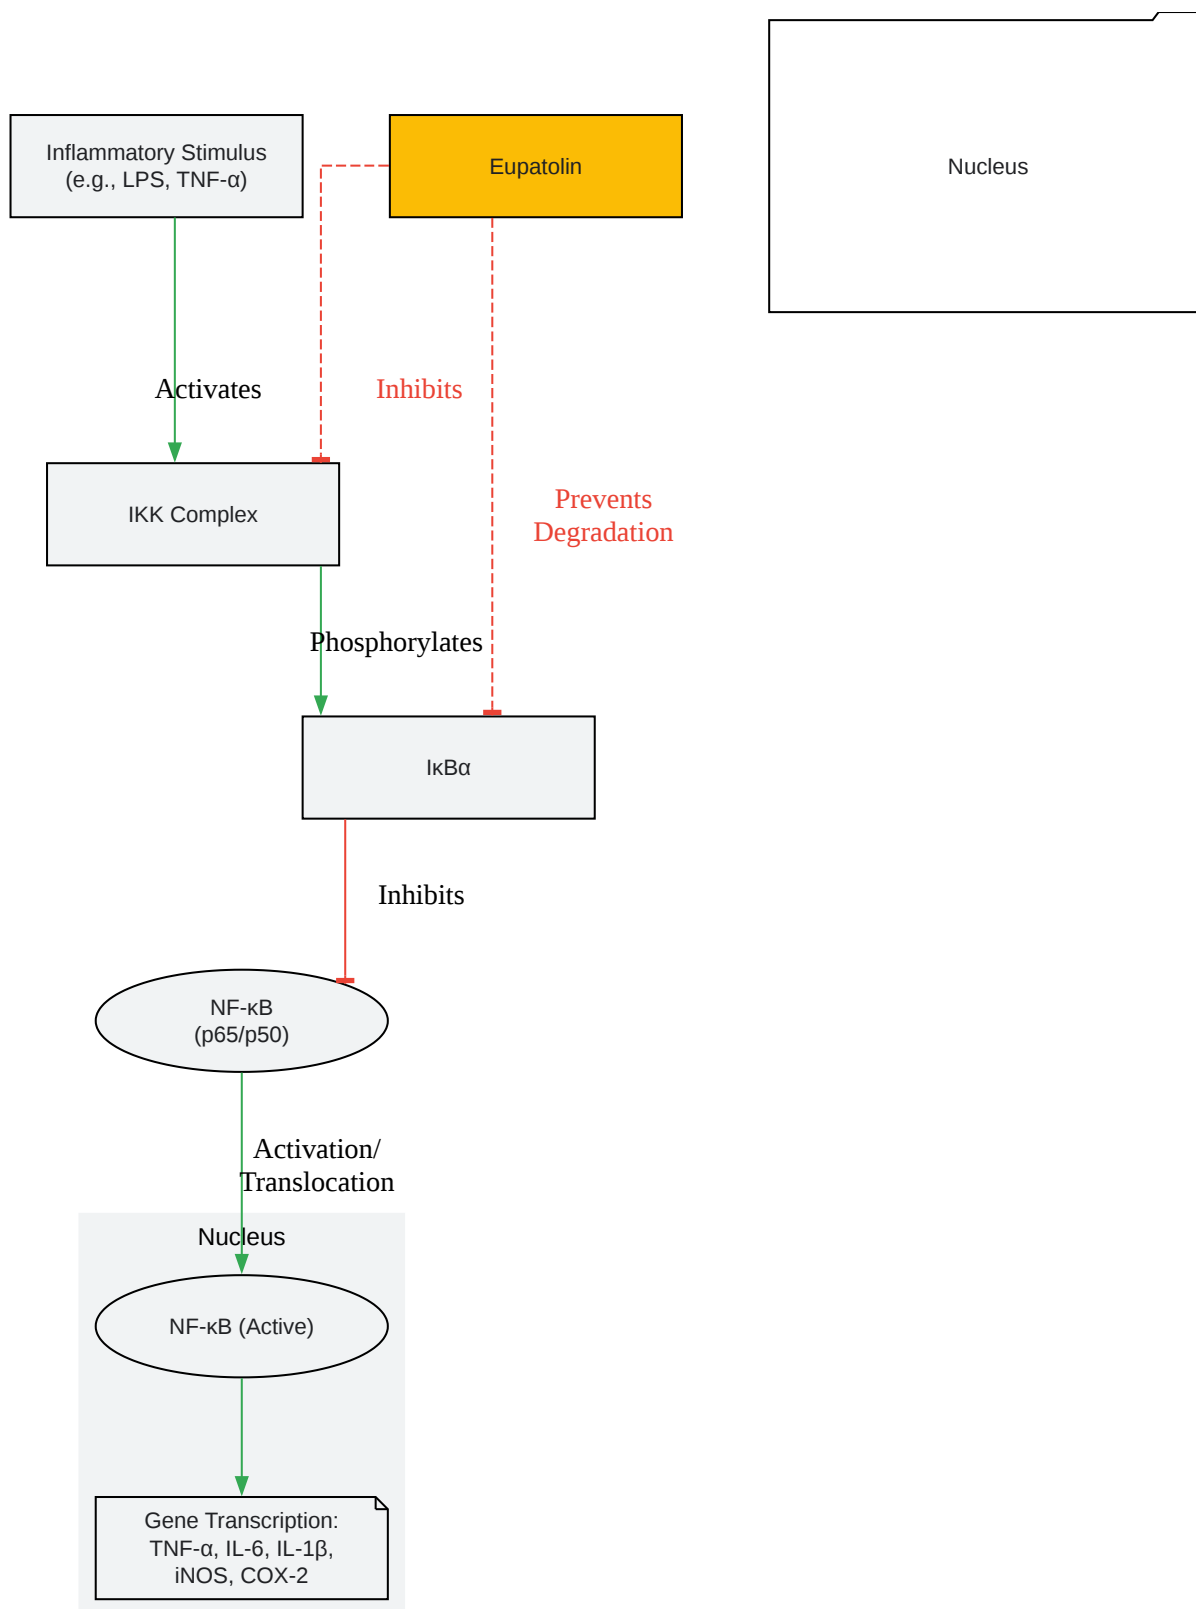 Inflammatory Stimulus
(e.g., LPS, TNF-α)
Eupatolin
Nucleus
Activates
Inhibits
IKK Complex
Prevents
Degradation
Phosphorylates
IκBα
Inhibits
NF-κB
(p65/p50)
Activation/
Translocation
Nucleus
NF-κB (Active)
Gene Transcription:
TNF-α, IL-6, IL-1β,
iNOS, COX-2